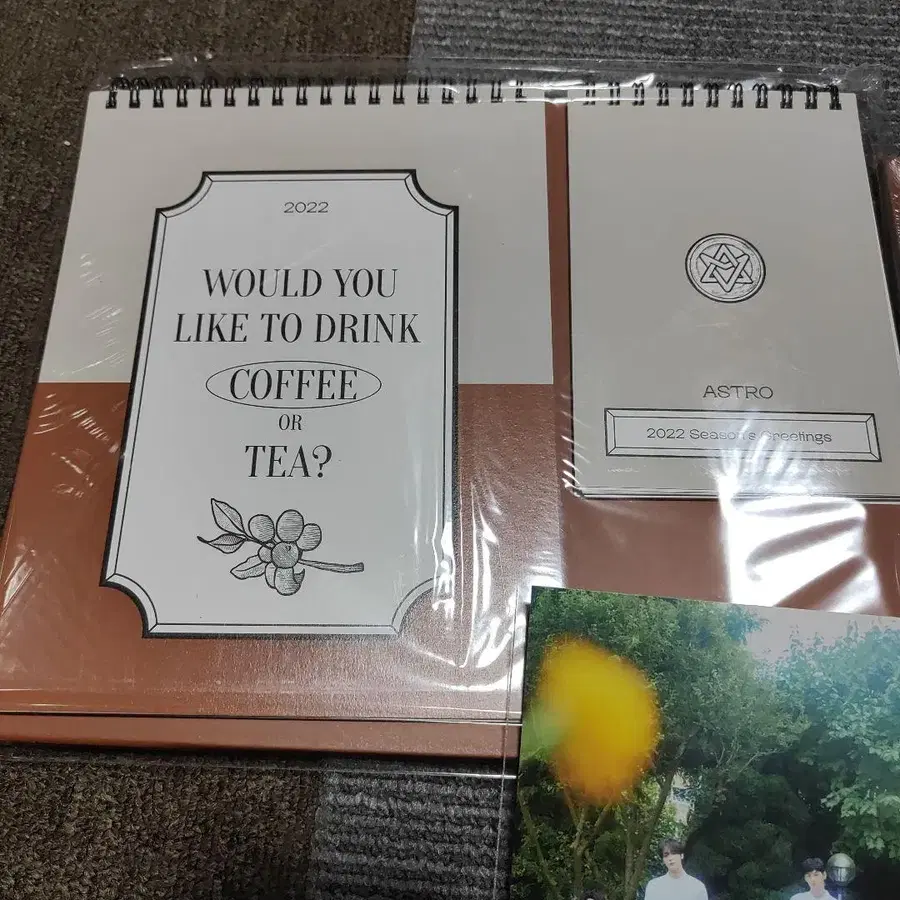 2022
WOULD YOU
LIKE TO DRINK
COFFEE
OR
TEA?
ASTRO
2022 Season's Greetings